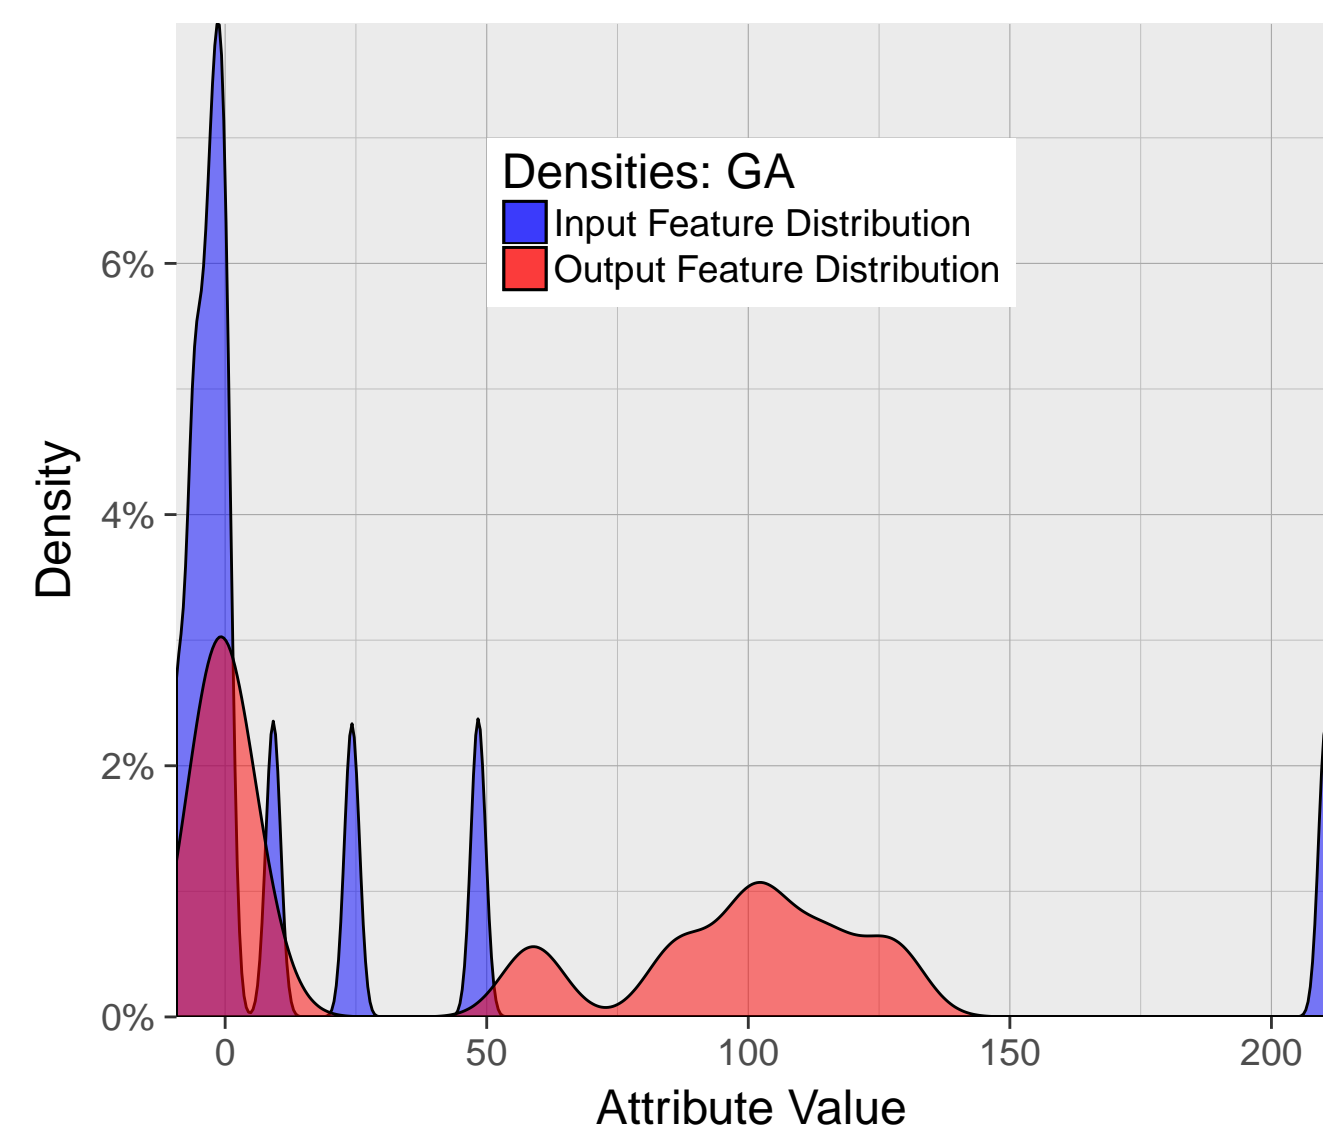 Densities: GA
Input Feature Distribution
Output Feature Distribution
6%
4%
2%
0%
Density
0 50 100 150 200
Attribute Value